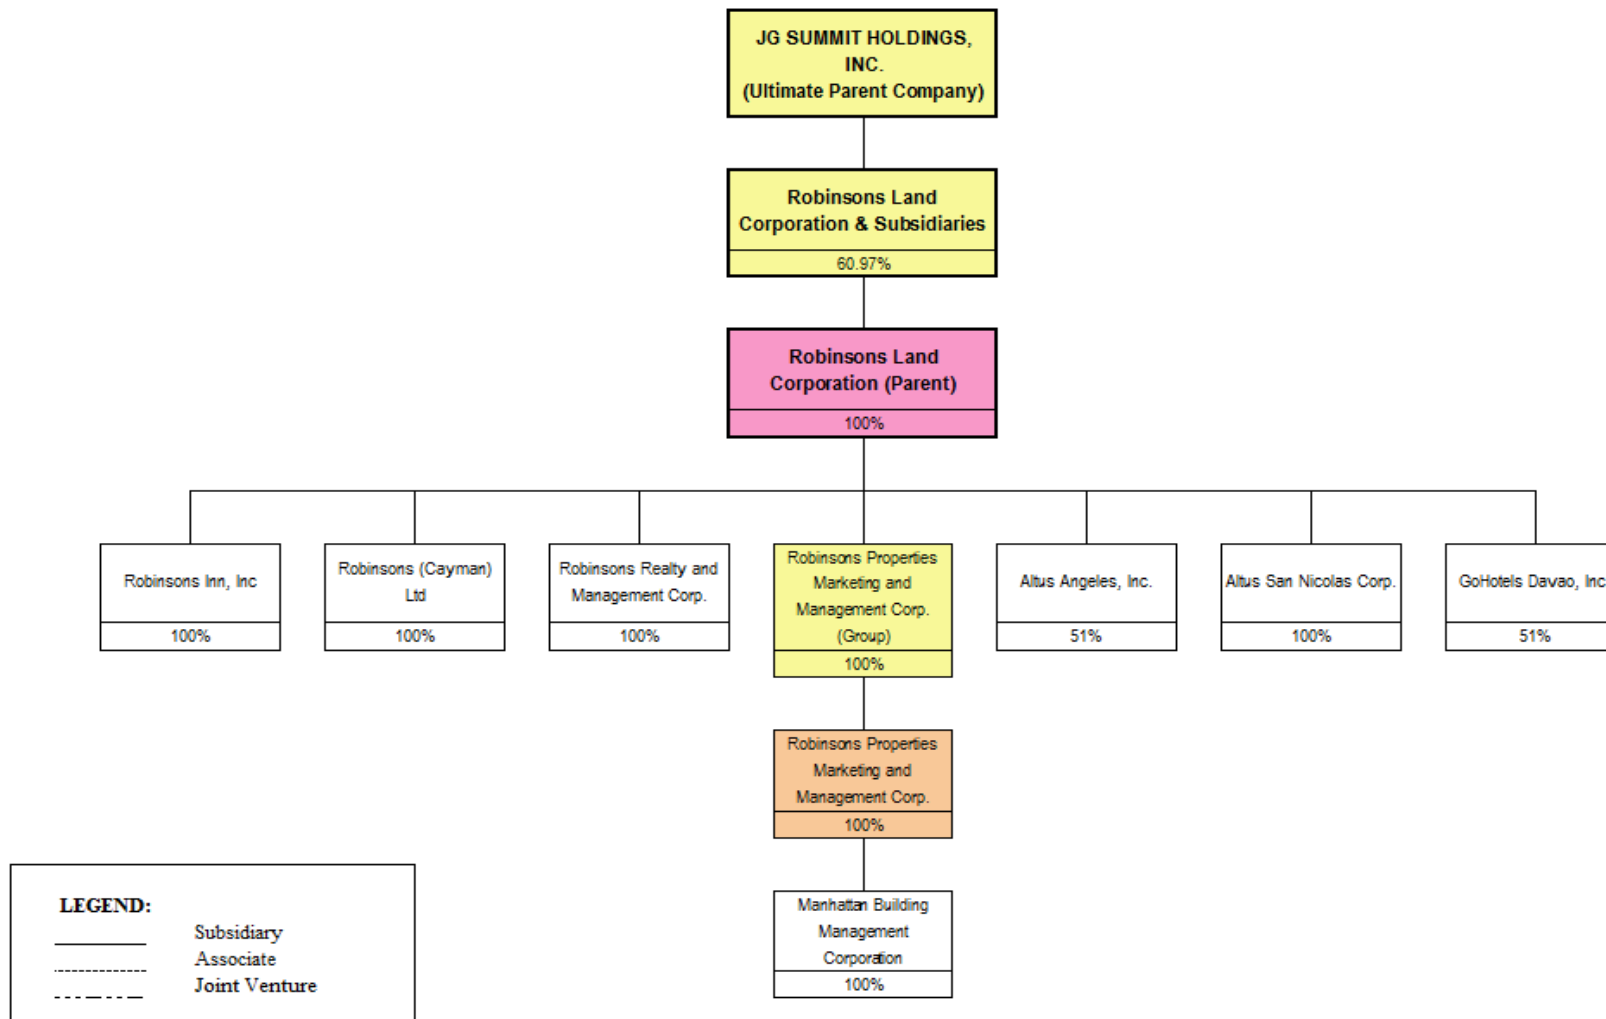 JG SUMMIT HOLDINGS,
INC.
(Ultimate Parent Company)
Robinsons Land
Corporation & Subsidiaries
60.97%
Robinsons Land
Corporation (Parent)
100%
Robinsons Inn, Inc
100%
Robinsons (Cayman)
Ltd
100%
Robinsons Realty and
Management Corp.
100%
Robinsons Properties
Marketing and
Management Corp.
(Group)
100%
Altus Angeles, Inc.
51%
Altus San Nicolas Corp.
100%
GoHotels Davao, Inc
51%
Robinsons Properties
Marketing and
Management Corp.
100%
Manhattan Building
Management
Corporation
100%
LEGEND:
Subsidiary
Associate
Joint Venture